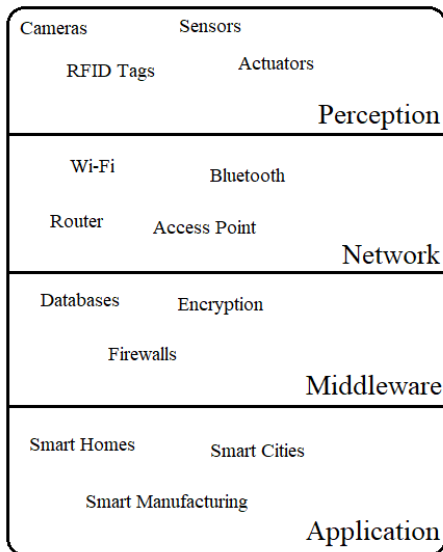 Cameras
Sensors
RFID Tags
Actuators
Perception
Wi-Fi
Bluetooth
Router
Access Point
Network
Databases
Encryption
Firewalls
Middleware
Smart Homes
Smart Cities
Smart Manufacturing
Application